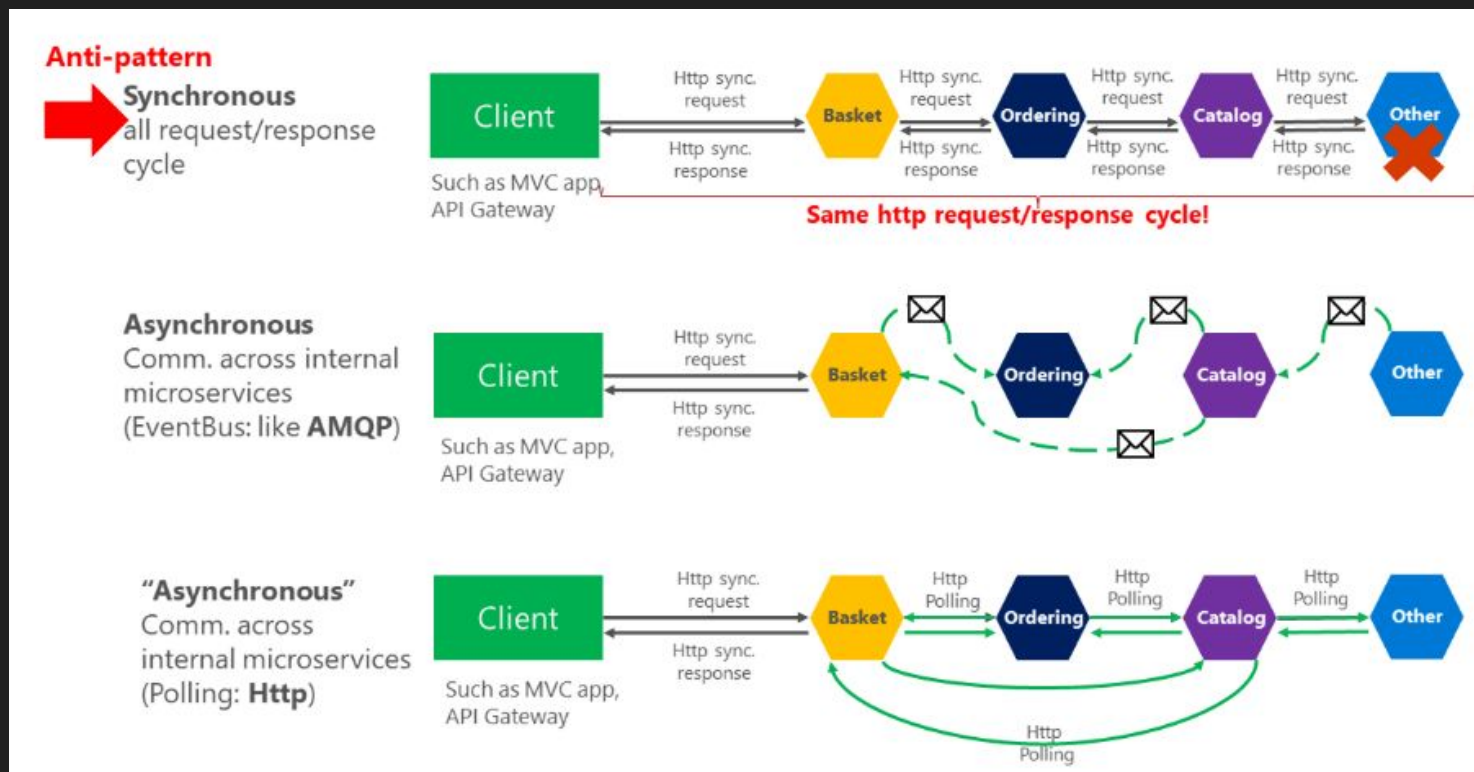 Anti-pattern
Synchronous
all request/response
cycle
Client
Such as MVC app,
API Gateway
Http sync.
request
Http sync.
response
Basket
Http sync.
request
Http sync.
response
Ordering
Http sync.
request
Http sync.
response
Catalog
Http sync.
request
Http sync.
response
Other
Same http request/response cycle!
Asynchronous
Comm. across internal
microservices
(EventBus: like AMQP)
Client
Such as MVC app,
API Gateway
Http sync.
request
Http sync.
response
Basket
Ordering
Catalog
Other
"Asynchronous"
Comm. across
internal microservices
(Polling: Http)
Client
Such as MVC app,
API Gateway
Http sync.
request
Http sync.
response
Basket
Http
Polling
Ordering
Http
Polling
Catalog
Http
Polling
Other
Http
Polling